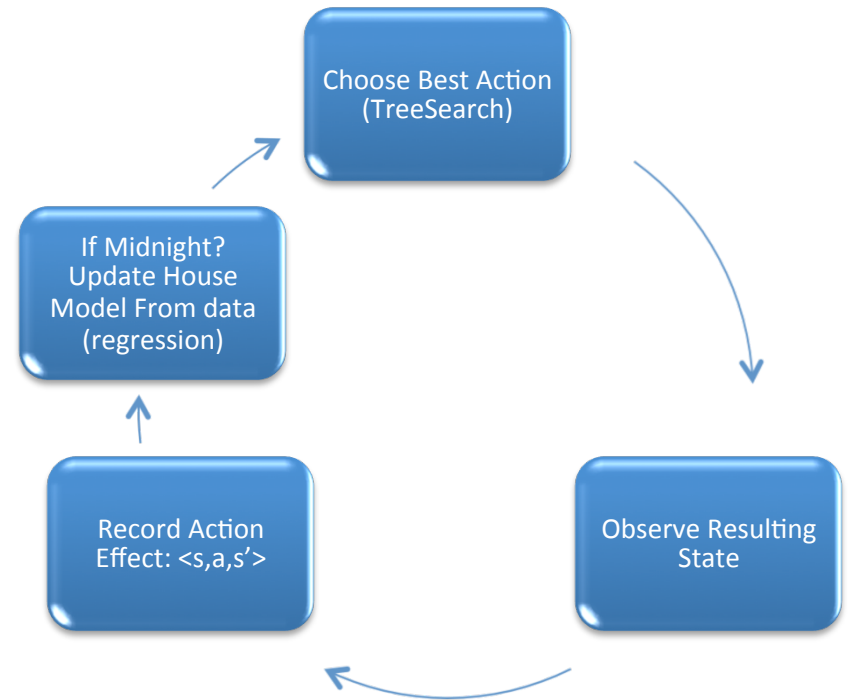 Choose Best Action
(TreeSearch)
If Midnight?
Update House
Model From data
(regression)
Record Action
Effect: <s,a,s’>
Observe Resulting
State